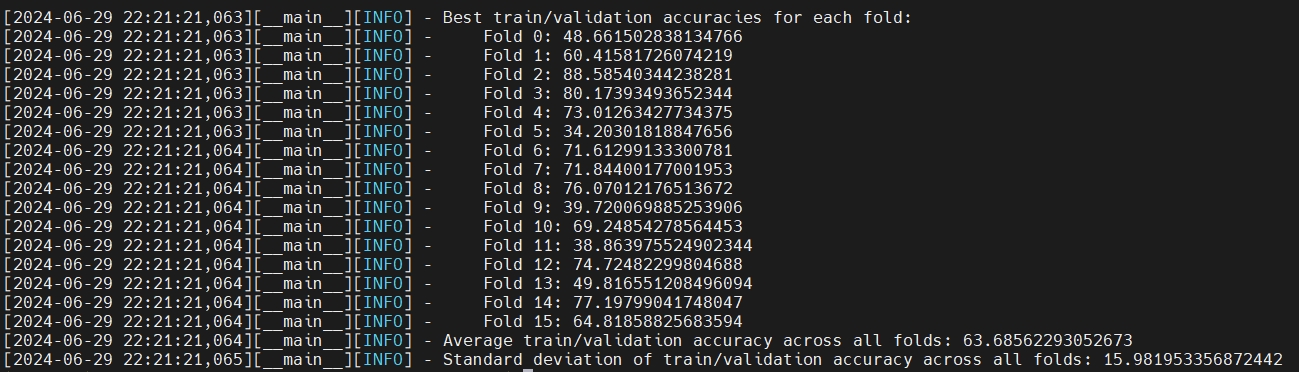 [2024-06-29 22:21:21,063][__main__][INFO] - Best train/validation accuracies for each fold:
[2024-06-29 22:21:21,063][__main__][INFO] -     Fold 0: 48.661502838134766
[2024-06-29 22:21:21,063][__main__][INFO] -     Fold 1: 60.41581726074219
[2024-06-29 22:21:21,063][__main__][INFO] -     Fold 2: 88.58540344238281
[2024-06-29 22:21:21,063][__main__][INFO] -     Fold 3: 80.17393493652344
[2024-06-29 22:21:21,063][__main__][INFO] -     Fold 4: 73.01263427734375
[2024-06-29 22:21:21,063][__main__][INFO] -     Fold 5: 34.20301818847656
[2024-06-29 22:21:21,064][__main__][INFO] -     Fold 6: 71.61299133300781
[2024-06-29 22:21:21,064][__main__][INFO] -     Fold 7: 71.84400177001953
[2024-06-29 22:21:21,064][__main__][INFO] -     Fold 8: 76.07012176513672
[2024-06-29 22:21:21,064][__main__][INFO] -     Fold 9: 39.720069885253906
[2024-06-29 22:21:21,064][__main__][INFO] -     Fold 10: 69.24854278564453
[2024-06-29 22:21:21,064][__main__][INFO] -     Fold 11: 38.863975524902344
[2024-06-29 22:21:21,064][__main__][INFO] -     Fold 12: 74.72482299804688
[2024-06-29 22:21:21,064][__main__][INFO] -     Fold 13: 49.816551208496094
[2024-06-29 22:21:21,064][__main__][INFO] -     Fold 14: 77.19799041748047
[2024-06-29 22:21:21,064][__main__][INFO] -     Fold 15: 64.81858825683594
[2024-06-29 22:21:21,064][__main__][INFO] - Average train/validation accuracy across all folds: 63.68562293052673
[2024-06-29 22:21:21,065][__main__][INFO] - Standard deviation of train/validation accuracy across all folds: 15.981953356872442